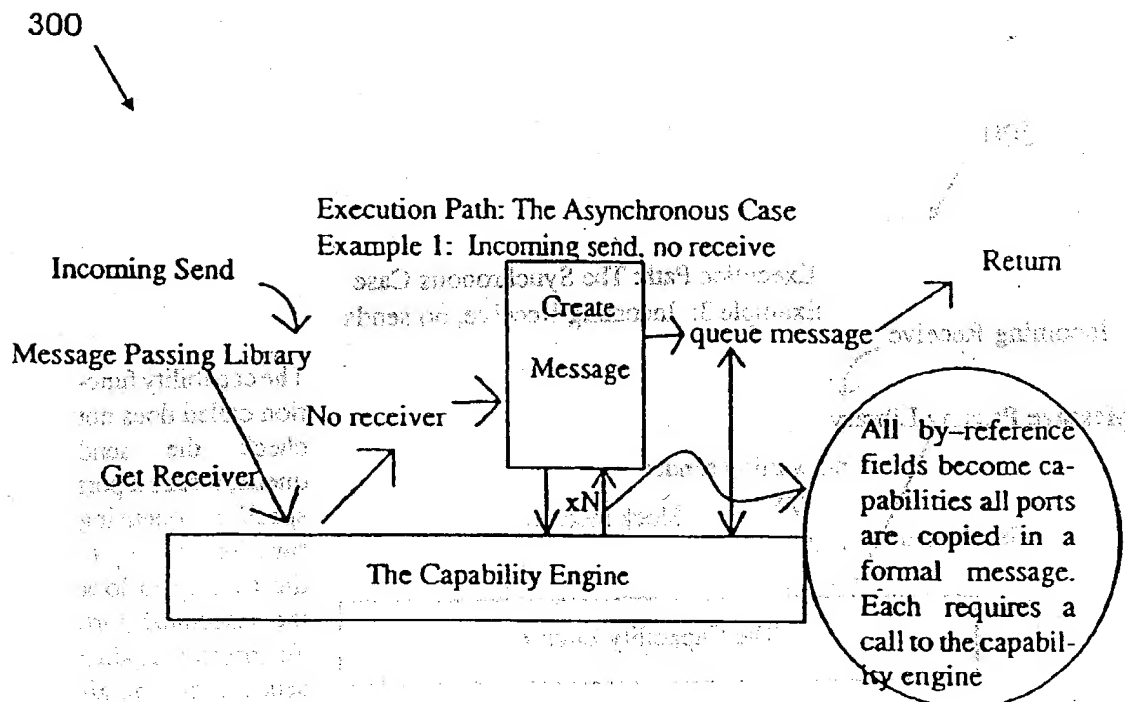 300
Execution Path: The Asynchronous Case
Example 1: Incoming send, no receive
Incoming Send
Return
Create
Message
queue message
Message Passing Library
No receiver
Get Receiver
xN
The Capability Engine
All by-reference
fields become ca-
pabilities all ports
are copied in a
formal message.
Each requires a
call to the capabil-
ity engine